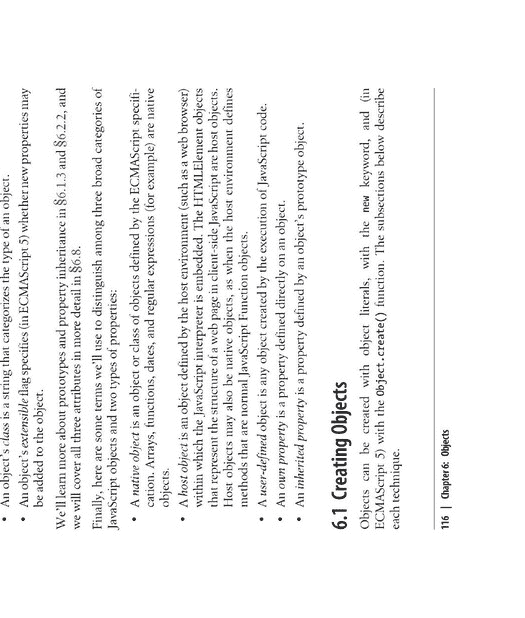 • An object's class is a string that categorizes the type of an object.
• An object's extensible flag specifies (in ECMAScript 5) whether new properties may
be added to the object.
We'll learn more about prototypes and property inheritance in §6.1.3 and §6.2.2, and
we will cover all three attributes in more detail in §6.8.
Finally, here are some terms we'll use to distinguish among three broad categories of
JavaScript objects and two types of properties:
• A native object is an object or class of objects defined by the ECMAScript specifi-
cation. Arrays, functions, dates, and regular expressions (for example) are native
objects.
• A host object is an object defined by the host environment (such as a web browser)
within which the JavaScript interpreter is embedded. The HTMLElement objects
that represent the structure of a web page in client-side JavaScript are host objects.
Host objects may also be native objects, as when the host environment defines
methods that are normal JavaScript Function objects.
• A user-defined object is any object created by the execution of JavaScript code.
• An own property is a property defined directly on an object.
• An inherited property is a property defined by an object's prototype object.
6.1 Creating Objects
Objects can be created with object literals, with the new keyword, and (in
ECMAScript 5) with the Object.create() function. The subsections below describe
each technique.
116 | Chapter 6: Objects